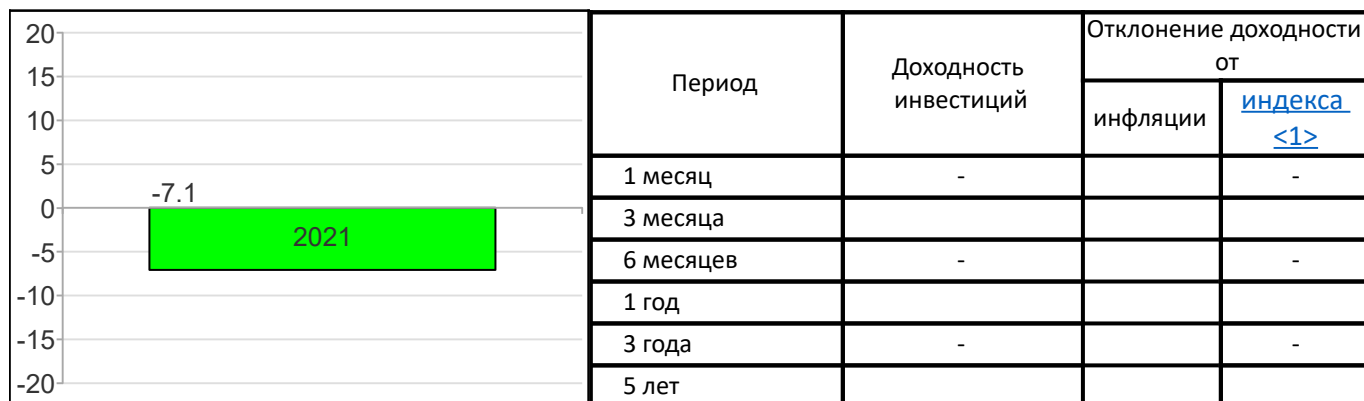 20
15
10
5
0
-5
-10
-15
-20
-7.1
2021
Период
Доходность
инвестиций
Отклонение доходности
от
инфляции
индекса
<1>
1 месяц - -
3 месяца
6 месяцев - -
1 год
3 года - -
5 лет